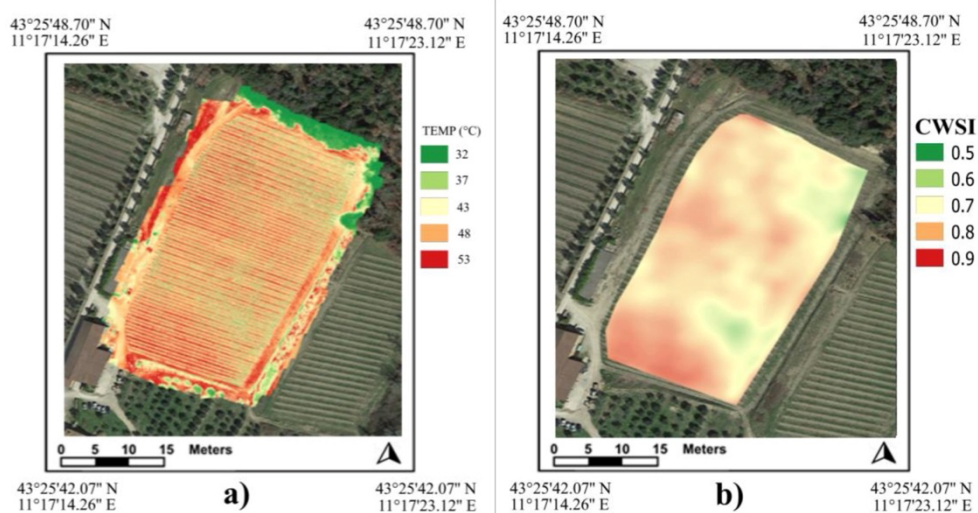 43°25'48.70" N
11°17'14.26" E
43°25'48.70" N
11°17'23.12" E
TEMP (°C)
32
37
43
48
53
0 5 10 15 Meters
43°25'42.07" N
11°17'14.26" E
a)
43°25'42.07" N
11°17'23.12" E
43°25'48.70" N
11°17'14.26" E
43°25'48.70" N
11°17'23.12" E
CWSI
0.5
0.6
0.7
0.8
0.9
0 5 10 15 Meters
43°25'42.07" N
11°17'14.26" E
b)
43°25'42.07" N
11°17'23.12" E